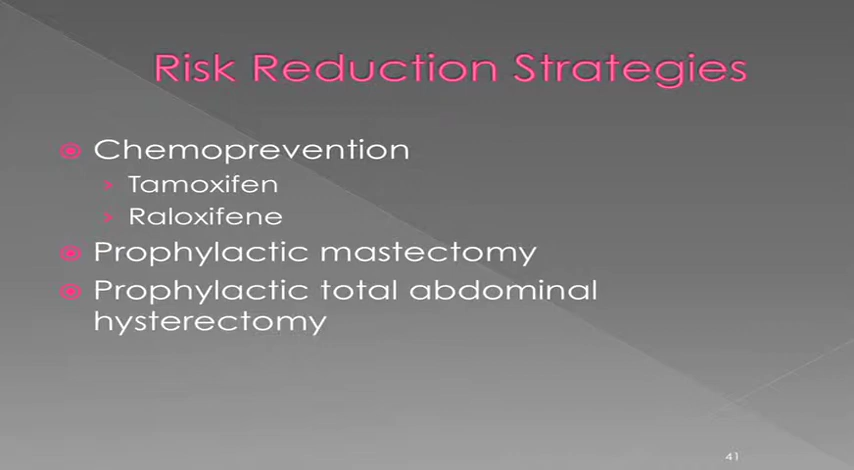 Risk Reduction Strategies
Chemoprevention
Tamoxifen
Raloxifene
Prophylactic mastectomy
Prophylactic total abdominal
hysterectomy
41